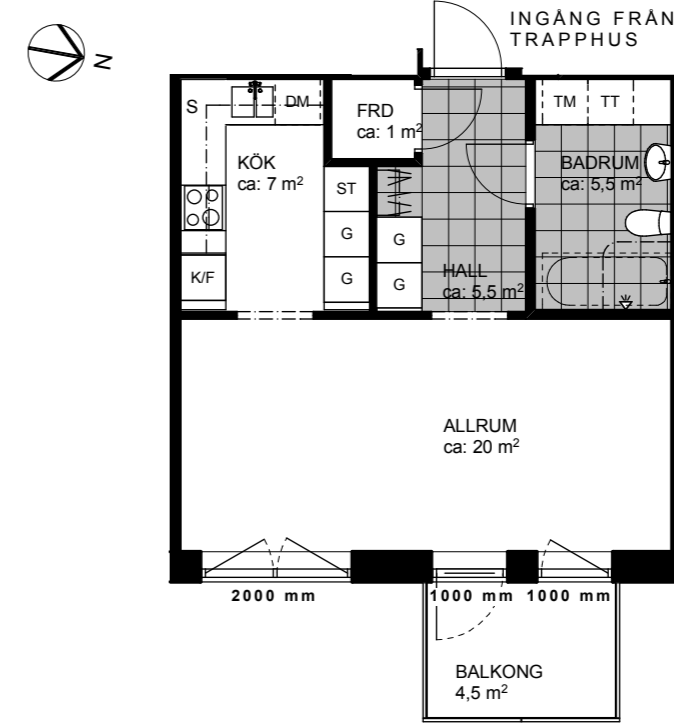 INGÅNG FRÅN
TRAPPHUS
N
S
DM
FRD
ca: 1 m²
TM
TT
KÖK
ca: 7 m²
BADRUM
ca: 5,5 m²
ST
G
G
G
G
K/F
HALL
ca: 5,5 m²
ALLRUM
ca: 20 m²
2000 mm
1000 mm
1000 mm
BALKONG
4,5 m²